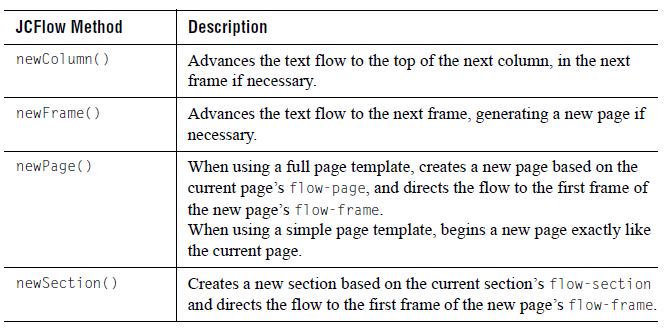 JCFlow Method Description
newColumn() Advances the text flow to the top of the next column, in the next
frame if necessary.
newFrame() Advances the text flow to the next frame, generating a new page if
necessary.
newPage() When using a full page template, creates a new page based on the
current page’s flow-page, and directs the flow to the first frame of
the new page’s flow-frame.
When using a simple page template, begins a new page exactly like
the current page.
newSection() Creates a new section based on the current section’s flow-section
and directs the flow to the first frame of the new page’s flow-frame.